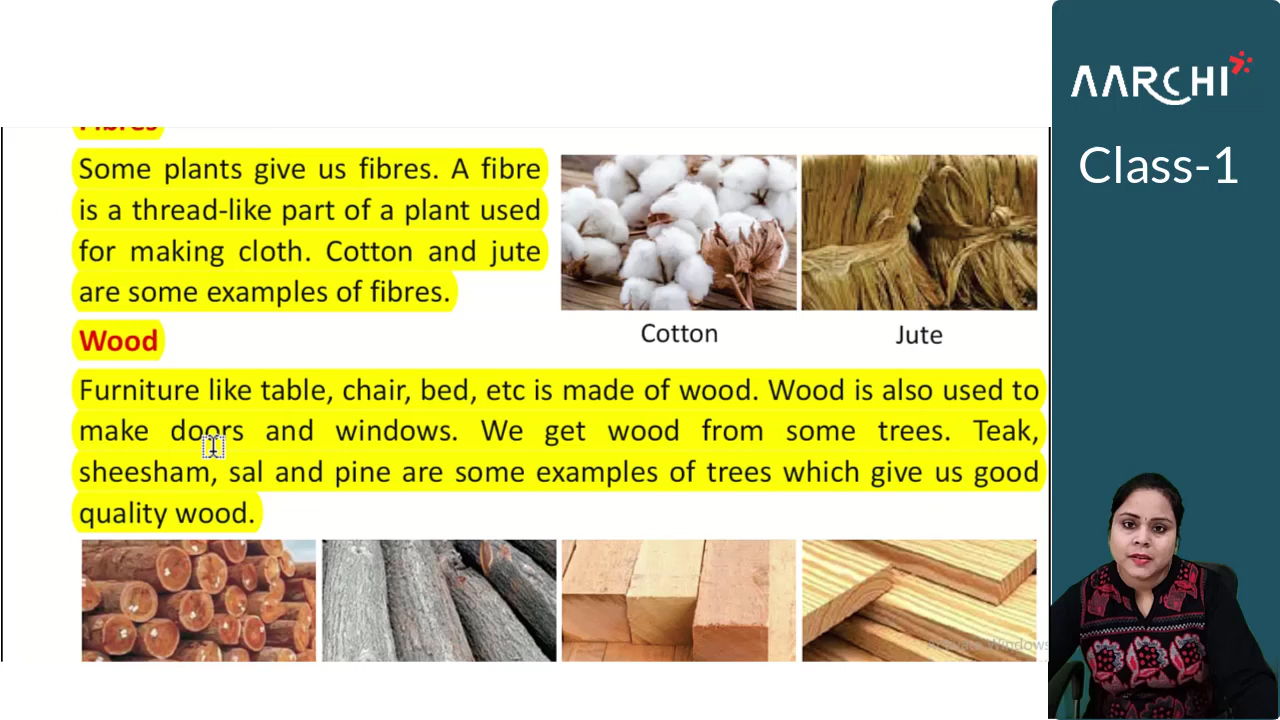 Fibres
Some plants give us fibres. A fibre
is a thread-like part of a plant used
for making cloth. Cotton and jute
are some examples of fibres.
Cotton
Jute
Wood
Furniture like table, chair, bed, etc is made of wood. Wood is also used to
make doors and windows. We get wood from some trees. Teak,
sheesham, sal and pine are some examples of trees which give us good
quality wood.
AARCHI
Class-1